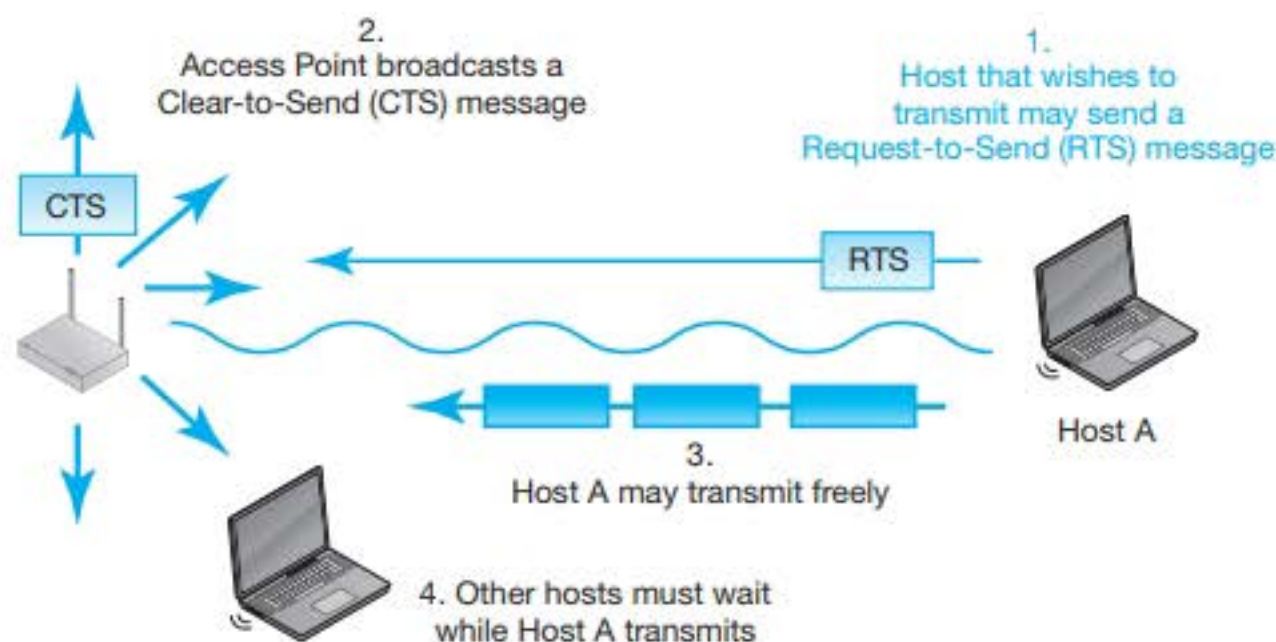 2.
Access Point broadcasts a
Clear-to-Send (CTS) message
1.
Host that wishes to
transmit may send a
Request-to-Send (RTS) message
CTS
RTS
Host A
3.
Host A may transmit freely
4. Other hosts must wait
while Host A transmits